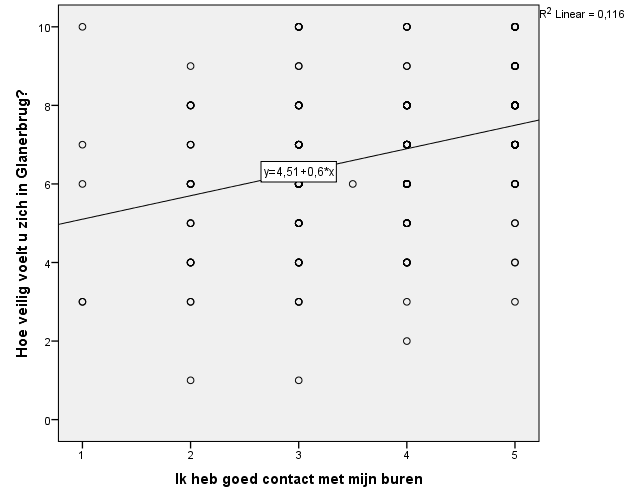 R² Linear = 0,116
Hoe veilig voelt u zich in Glanerbrug?
10
8
6
4
2
0
y=4,51+0,6*x
1 2 3 4 5
Ik heb goed contact met mijn buren